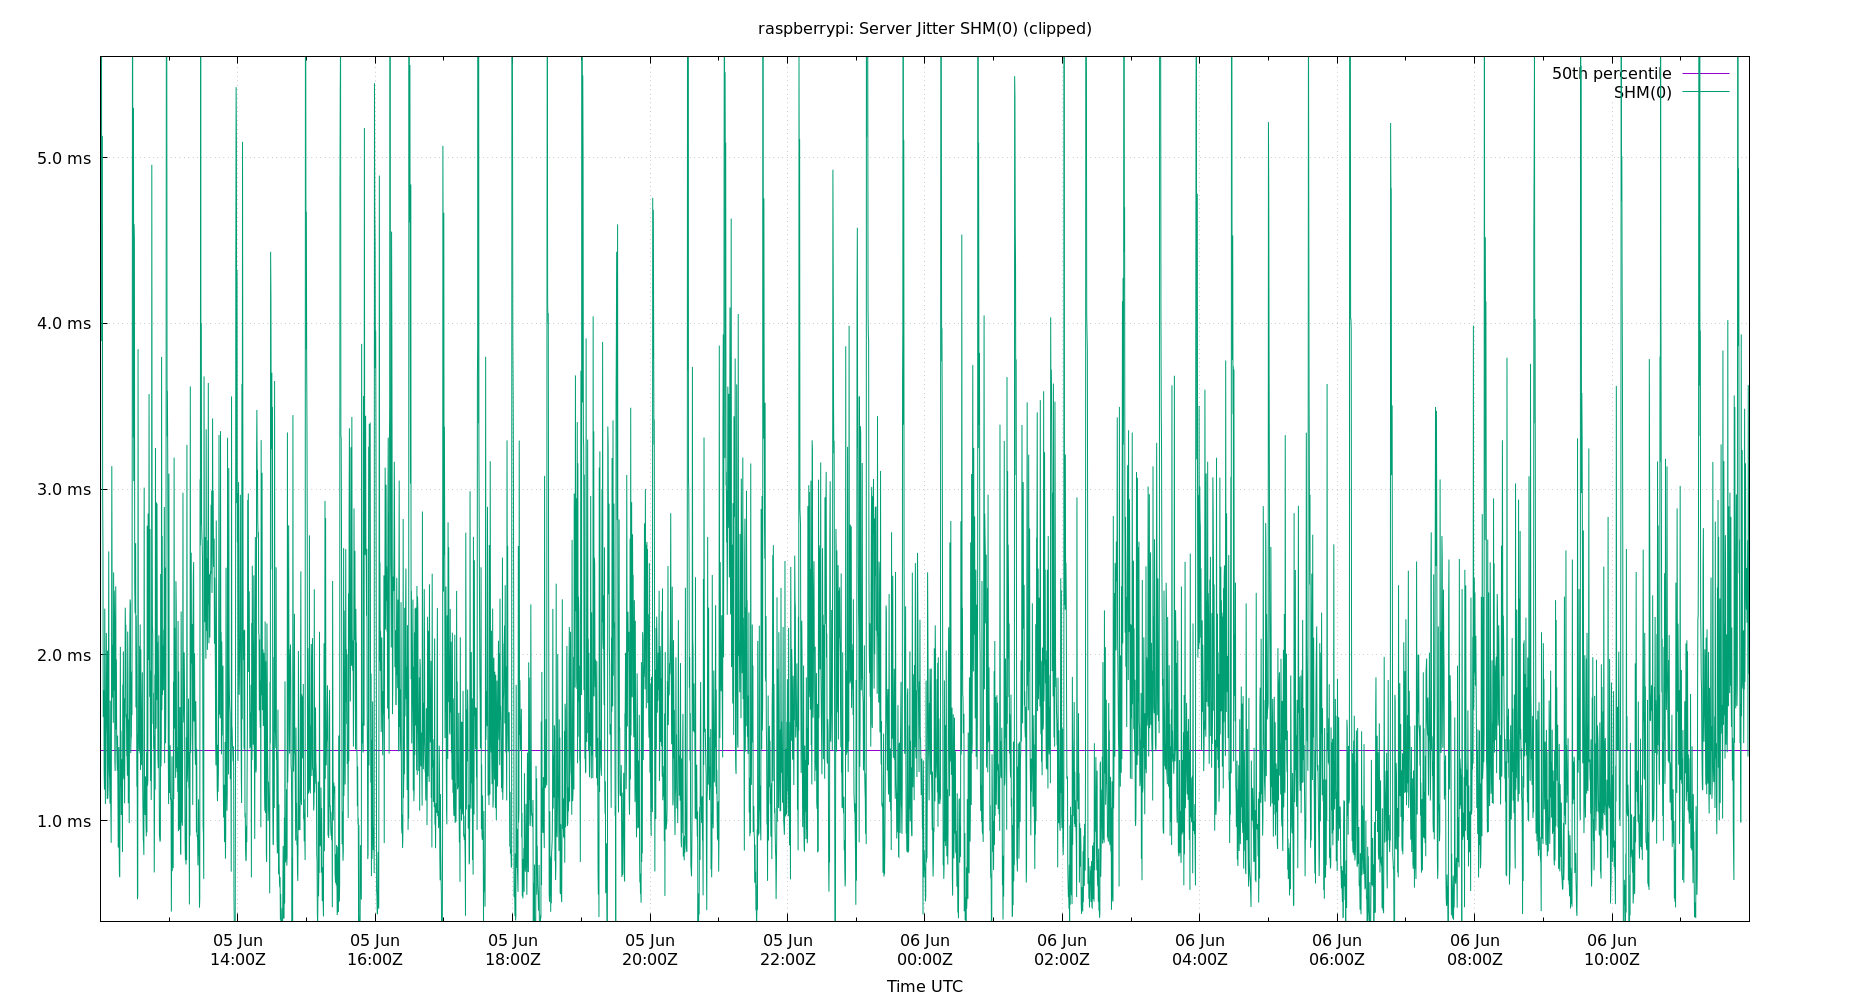 raspberrypi: Server Jitter SHM(0) (clipped)
50th percentile
SHM(0)
5.0 ms
4.0 ms
3.0 ms
2.0 ms
1.0 ms
05 Jun 05 Jun 05 Jun 05 Jun 05 Jun 06 Jun 06 Jun 06 Jun 06 Jun 06 Jun 06 Jun
14:00Z 16:00Z 18:00Z 20:00Z 22:00Z 00:00Z 02:00Z 04:00Z 06:00Z 08:00Z 10:00Z
Time UTC